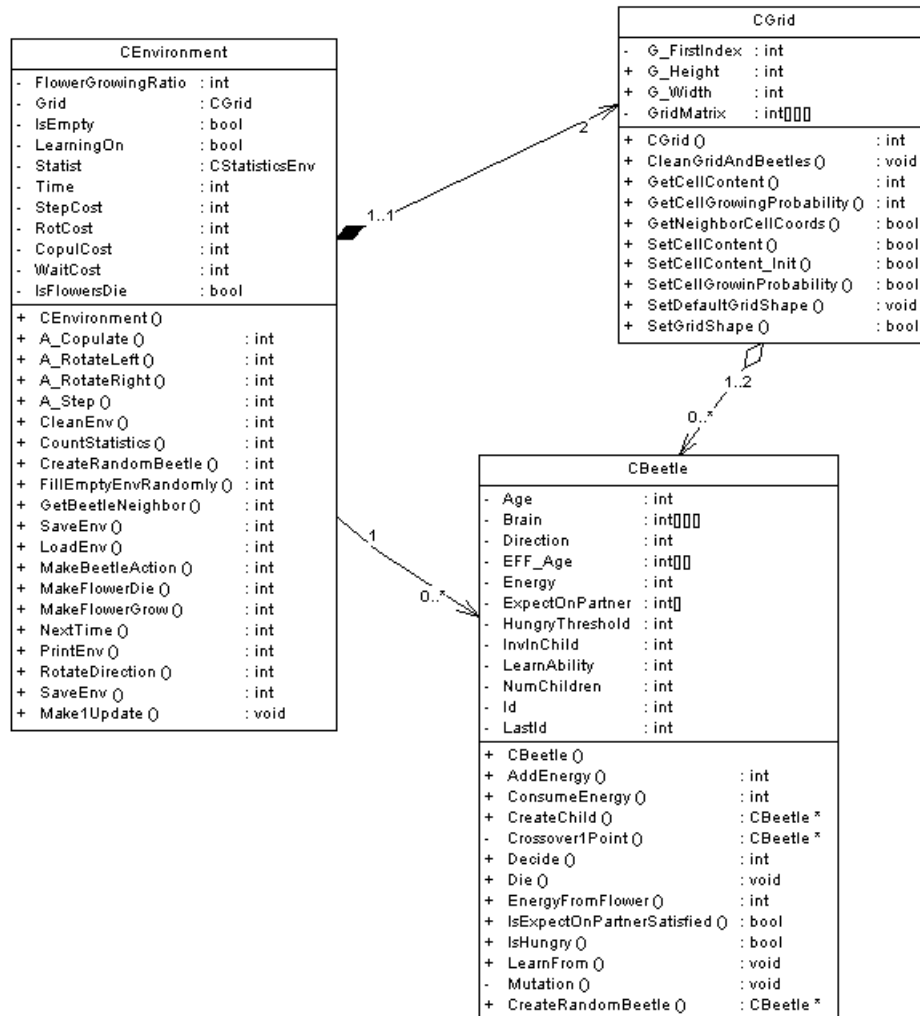 CEnvironment
- FlowerGrowingRatio : int
- Grid : CGrid
- IsEmpty : bool
- LearningOn : bool
- Statist : CStatisticsEnv
- Time : int
- StepCost : int
- RotCost : int
- CopulCost : int
- WaitCost : int
- IsFlowersDie : bool
+ CEnvironment ()
+ A_Copulate () : int
+ A_RotateLeft () : int
+ A_RotateRight () : int
+ A_Step () : int
+ CleanEnv () : int
+ CountStatistics () : int
+ CreateRandomBeetle () : int
+ FillEmptyEnvRandomly () : int
+ GetBeetleNeighbor () : int
+ SaveEnv () : int
+ LoadEnv () : int
+ MakeBeetleAction () : int
+ MakeFlowerDie () : int
+ MakeFlowerGrow () : int
+ NextTime () : int
+ PrintEnv () : int
+ RotateDirection () : int
+ SaveEnv () : int
+ Make1Update () : void
CGrid
- G_FirstIndex : int
+ G_Height : int
+ G_Width : int
- GridMatrix : int[][][]
+ CGrid () : int
+ CleanGridAndBeetles () : void
+ GetCellContent () : int
+ GetCellGrowingProbability () : int
+ GetNeighborCellCoords () : bool
+ SetCellContent () : bool
+ SetCellContent_Init () : bool
+ SetCellGrowinProbability () : bool
+ SetDefaultGridShape () : void
+ SetGridShape () : bool
1..1
2
1..2
0..*
1
0..*
CBeetle
- Age : int
- Brain : int[][][]
- Direction : int
- EFF_Age : int[][]
- Energy : int
- ExpectOnPartner : int[]
- HungryThreshold : int
- InvInChild : int
- LearnAbility : int
- NumChildren : int
- Id : int
- LastId : int
+ CBeetle ()
+ AddEnergy () : int
+ ConsumeEnergy () : int
+ CreateChild () : CBeetle *
- Crossover1Point () : CBeetle *
+ Decide () : int
+ Die () : void
+ EnergyFromFlower () : int
+ IsExpectOnPartnerSatisfied () : bool
+ IsHungry () : bool
+ LearnFrom () : void
- Mutation () : void
+ CreateRandomBeetle () : CBeetle *